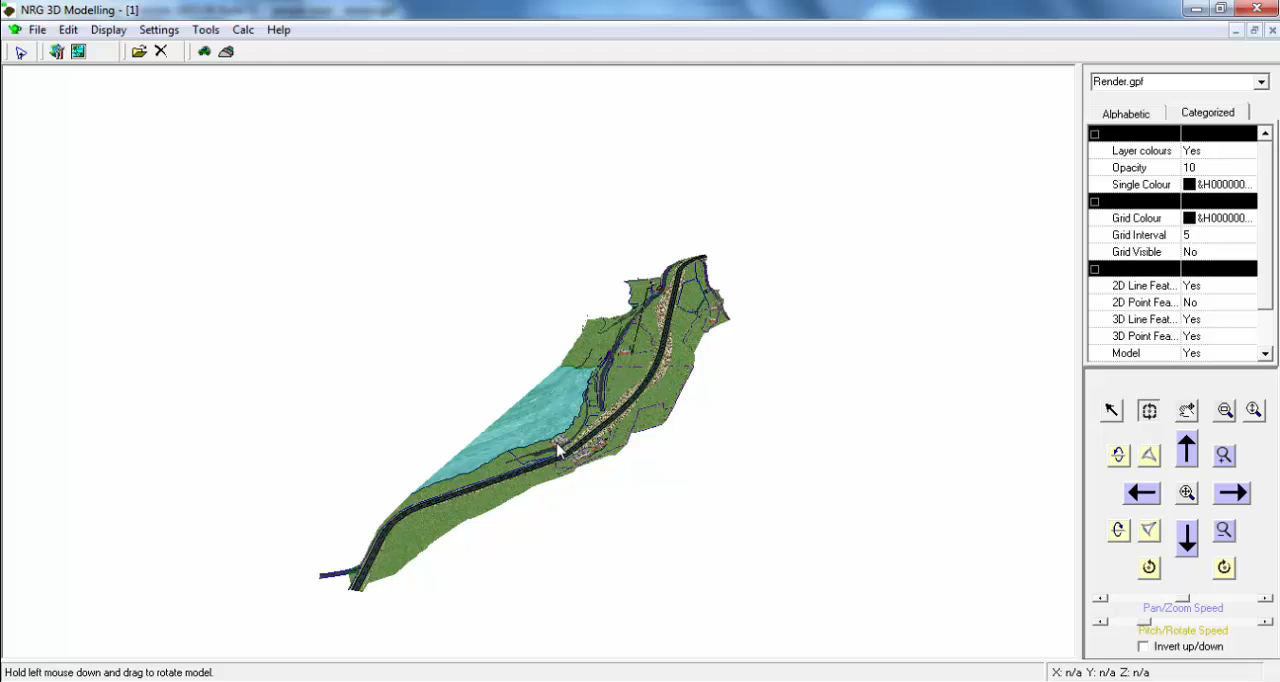 NRG 3D Modelling - [1]
File Edit Display Settings Tools Calc Help
Render.gpf
Alphabetic Categorized
Layer colours Yes
Opacity 10
Single Colour &H000000...
Grid Colour &H000000...
Grid Interval 5
Grid Visible No
2D Line Feat... Yes
2D Point Fea... No
3D Line Feat... Yes
3D Point Fea... Yes
Model Yes
Pan/Zoom Speed
Pitch/Rotate Speed
Invert up/down
Hold left mouse down and drag to rotate model.
X: n/a Y: n/a Z: n/a